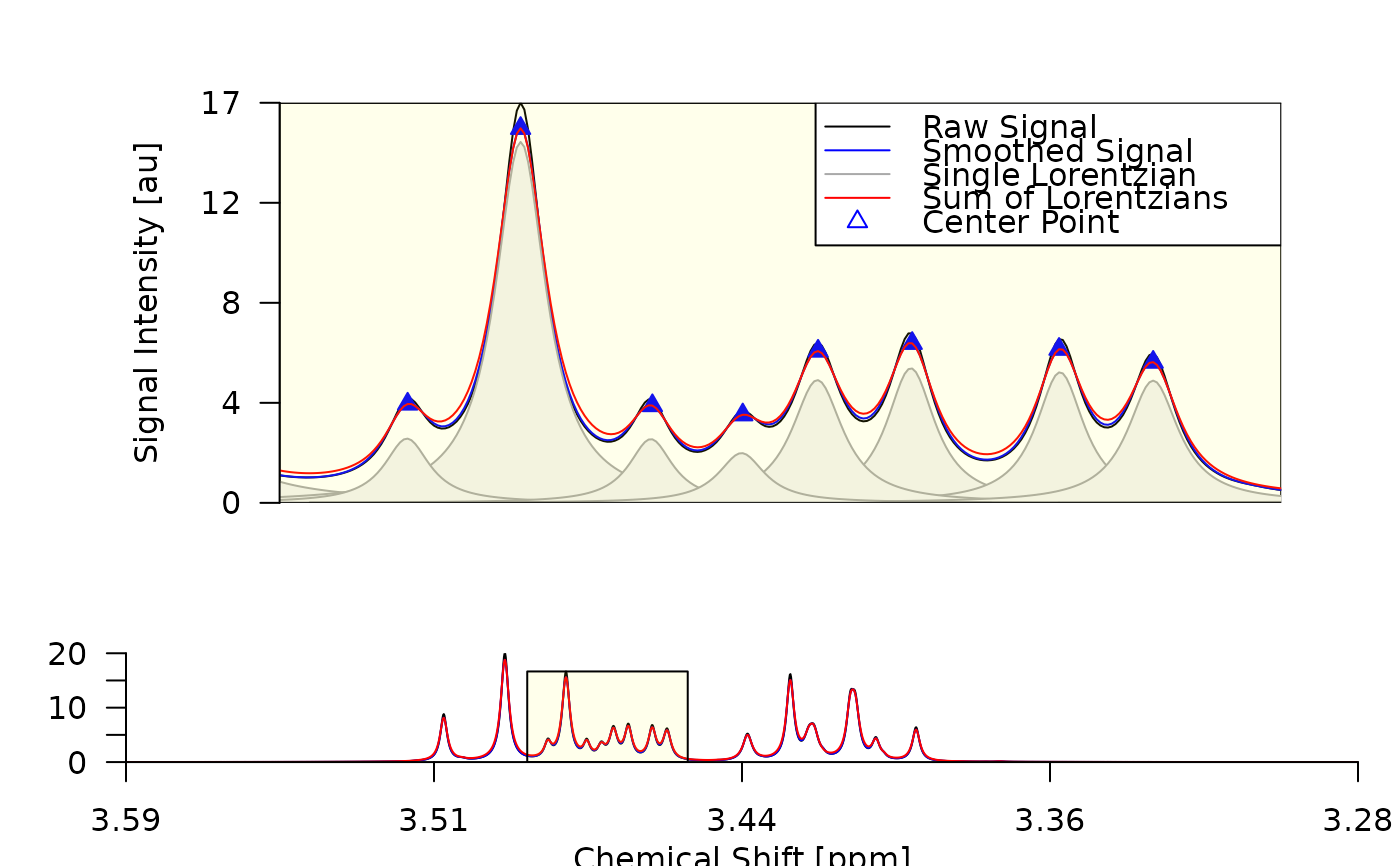 17
12
8
4
0
Signal Intensity [au]
Raw Signal
Smoothed Signal
Single Lorentzian
Sum of Lorentzians
Center Point
20
10
0
3.59 3.51 3.44 3.36 3.28
Chemical Shift [ppm]